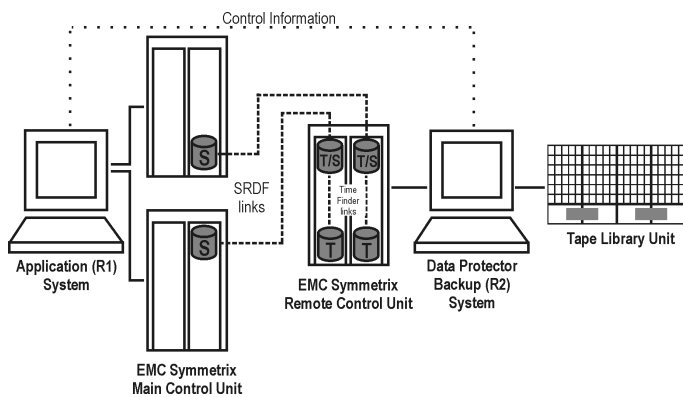 Control Information
S
T/S
T/S
SRDF
links
Time
Finder
links
S
T
T
Application (R1)
System
EMC Symmetrix
Remote Control Unit
Data Protector
Backup (R2)
System
Tape Library Unit
EMC Symmetrix
Main Control Unit